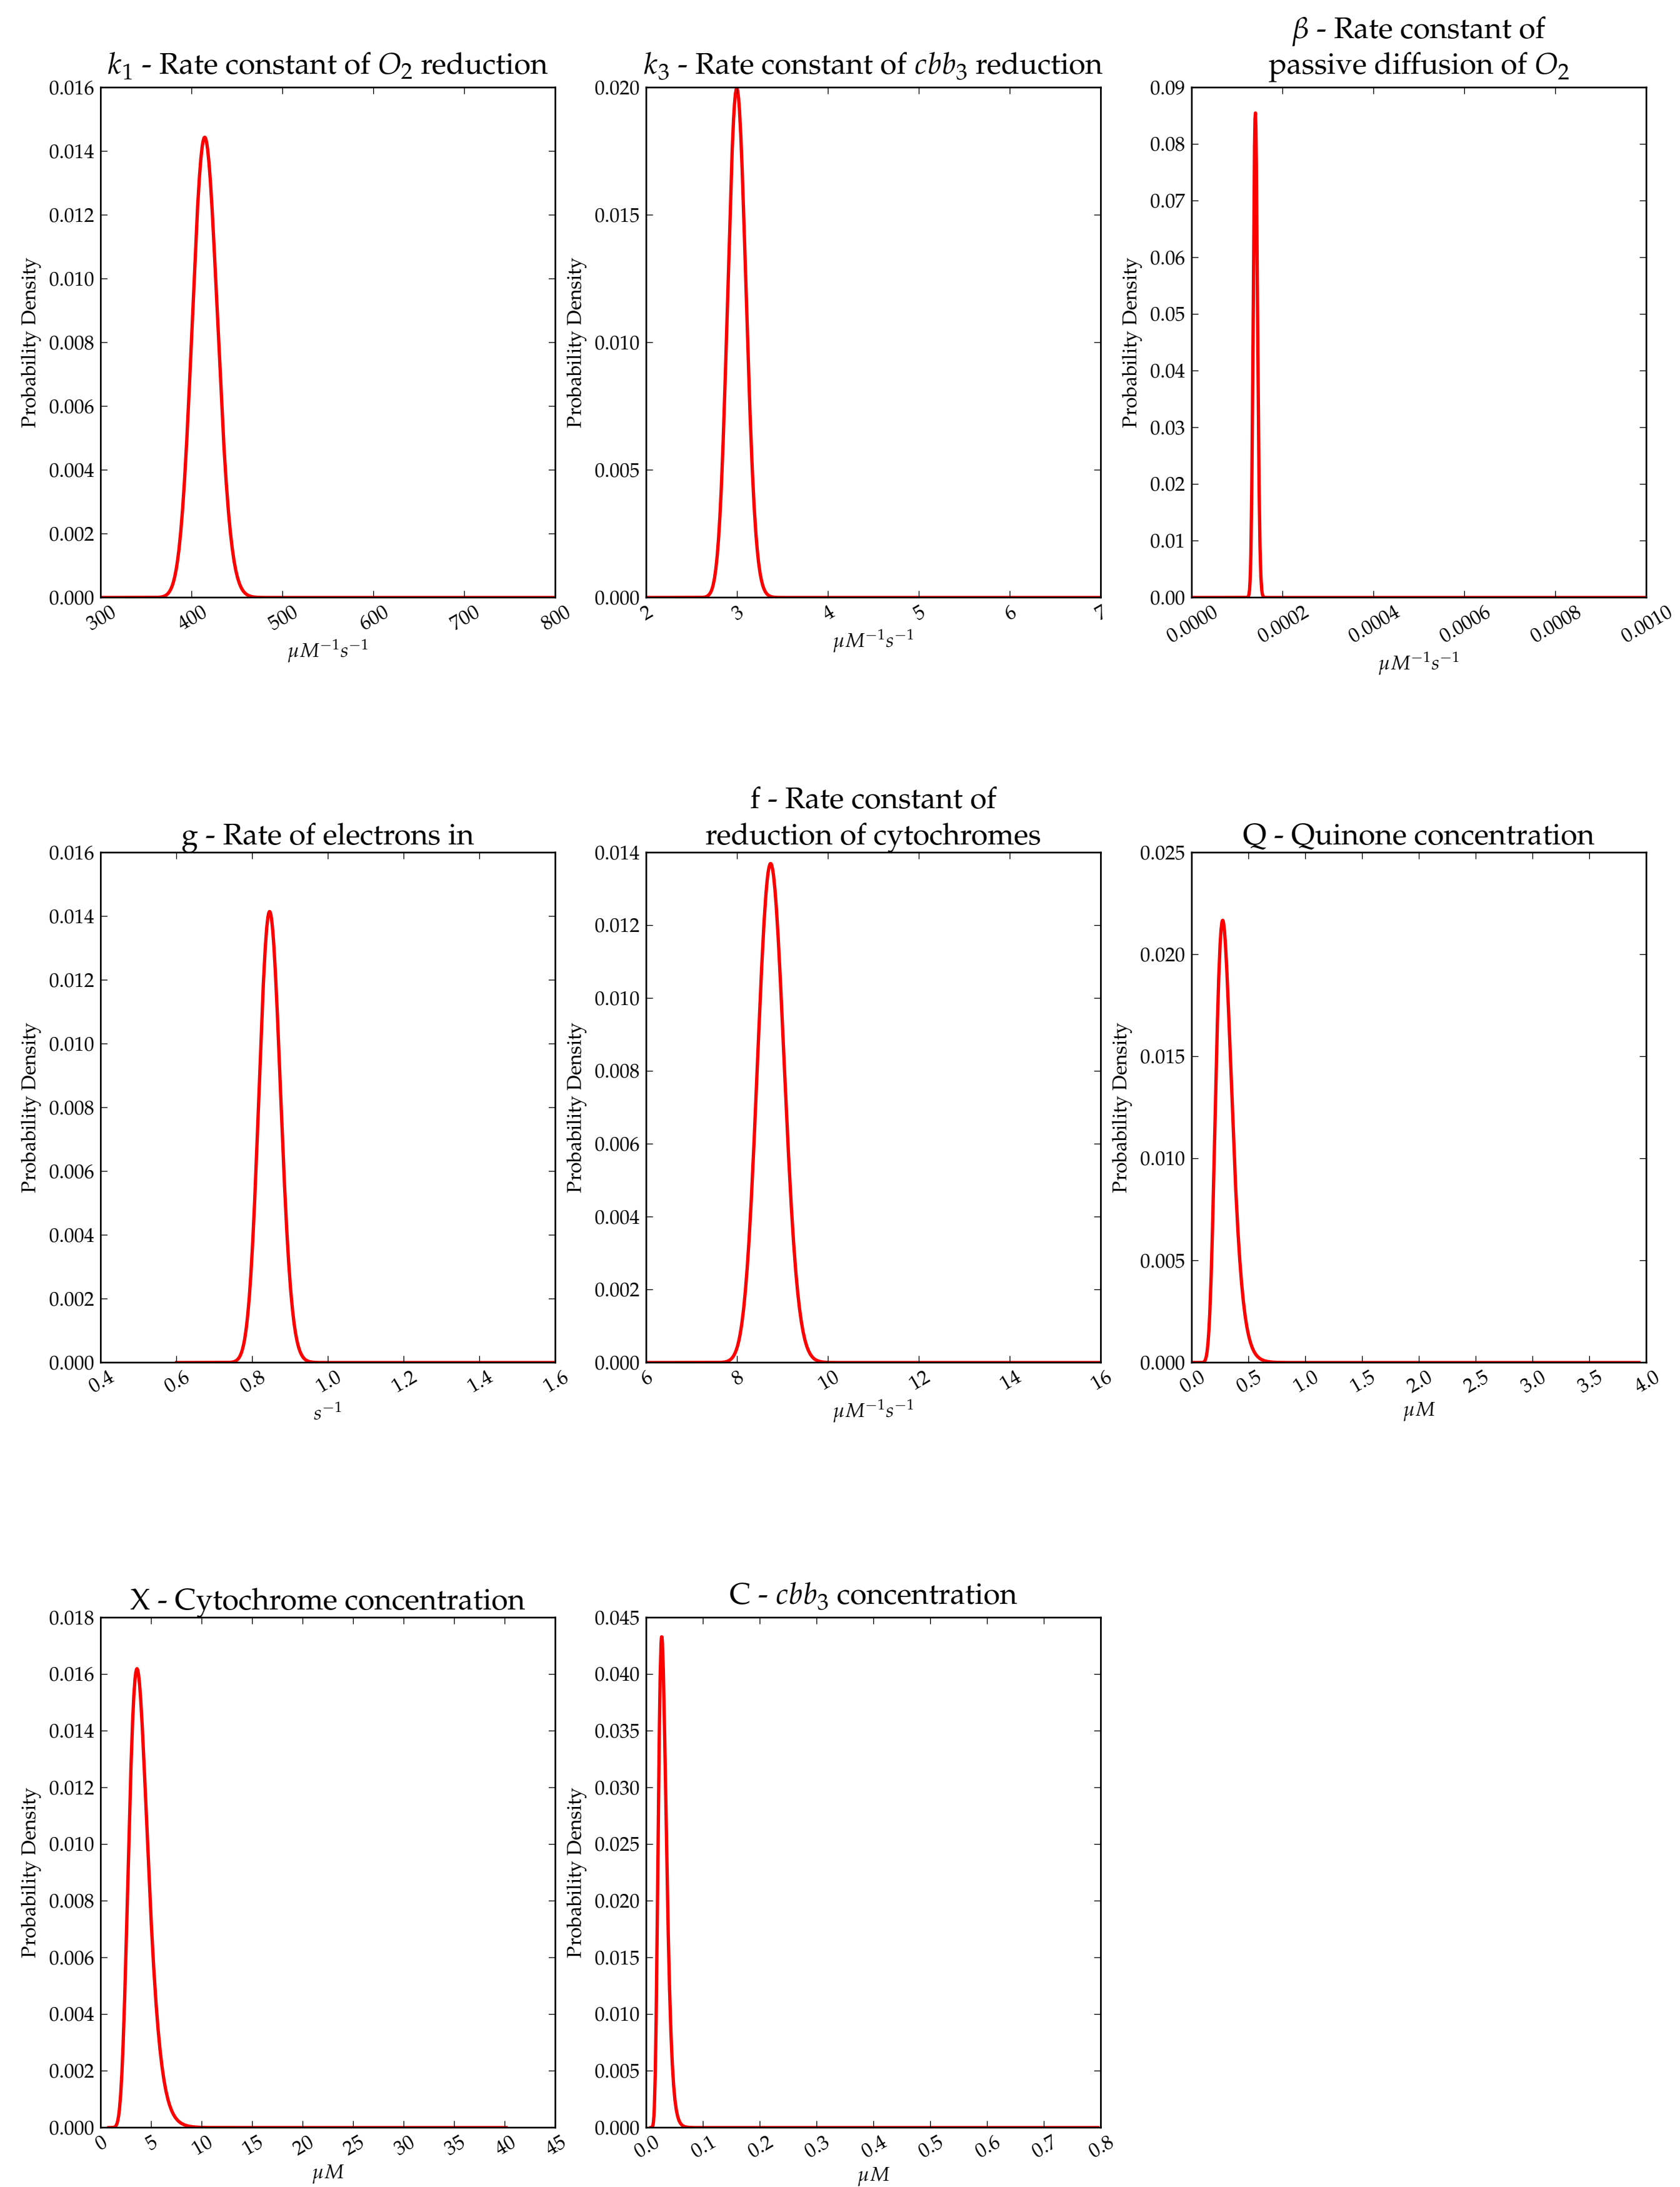 k₁ - Rate constant of O₂ reduction
0.016
0.014
0.012
0.010
0.008
0.006
0.004
0.002
0.000
Probability Density
300 400 500 600 700 800
μM⁻¹s⁻¹
k₃ - Rate constant of cbb₃ reduction
0.020
0.015
0.010
0.005
0.000
Probability Density
2 3 4 5 6 7
μM⁻¹s⁻¹
β - Rate constant of
passive diffusion of O₂
0.09
0.08
0.07
0.06
0.05
0.04
0.03
0.02
0.01
0.00
Probability Density
0.0000 0.0002 0.0004 0.0006 0.0008 0.0010
μM⁻¹s⁻¹
g - Rate of electrons in
0.016
0.014
0.012
0.010
0.008
0.006
0.004
0.002
0.000
Probability Density
0.4 0.6 0.8 1.0 1.2 1.4 1.6
s⁻¹
f - Rate constant of
reduction of cytochromes
0.014
0.012
0.010
0.008
0.006
0.004
0.002
0.000
Probability Density
6 8 10 12 14 16
μM⁻¹s⁻¹
Q - Quinone concentration
0.025
0.020
0.015
0.010
0.005
0.000
Probability Density
0.0 0.5 1.0 1.5 2.0 2.5 3.0 3.5 4.0
μM
X - Cytochrome concentration
0.018
0.016
0.014
0.012
0.010
0.008
0.006
0.004
0.002
0.000
Probability Density
0 5 10 15 20 25 30 35 40 45
μM
C - cbb₃ concentration
0.045
0.040
0.035
0.030
0.025
0.020
0.015
0.010
0.005
0.000
Probability Density
0.0 0.1 0.2 0.3 0.4 0.5 0.6 0.7 0.8
μM